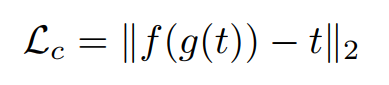 ℒ_c = ‖f(g(t)) − t‖₂